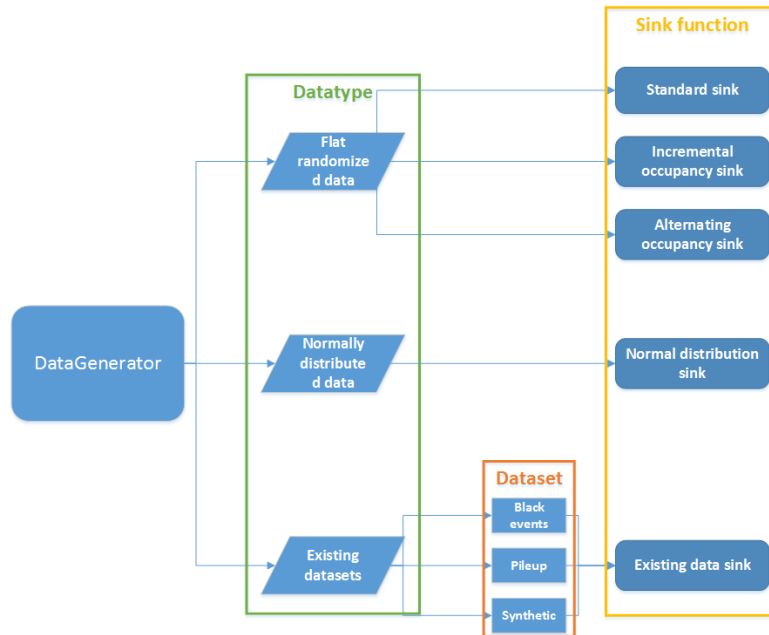 Sink function
Datatype
Standard sink
Flat
randomize
d data
Incremental
occupancy sink
Alternating
occupancy sink
DataGenerator
Normally
distribute
d data
Normal distribution
sink
Dataset
Black
events
Existing
datasets
Pileup
Existing data sink
Synthetic